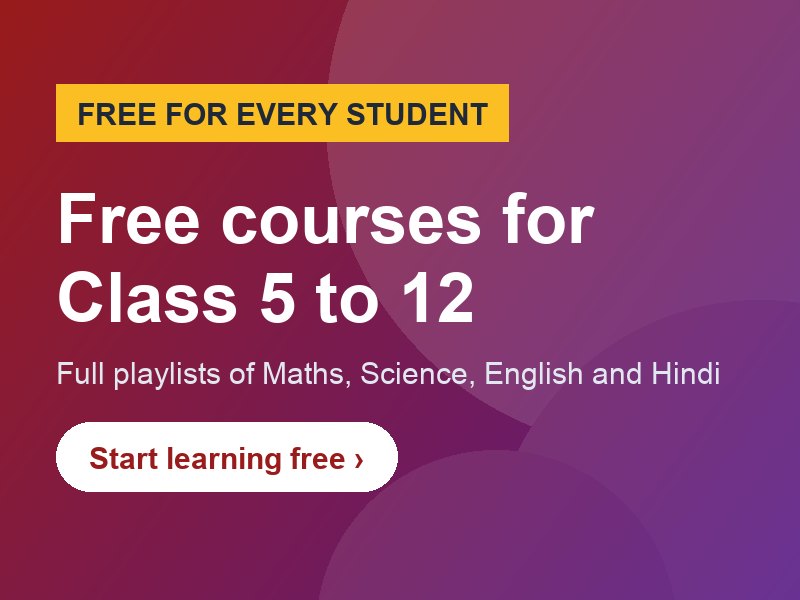 FREE FOR EVERY STUDENT
Free courses for
Class 5 to 12
Full playlists of Maths, Science, English and Hindi
Start learning free ›